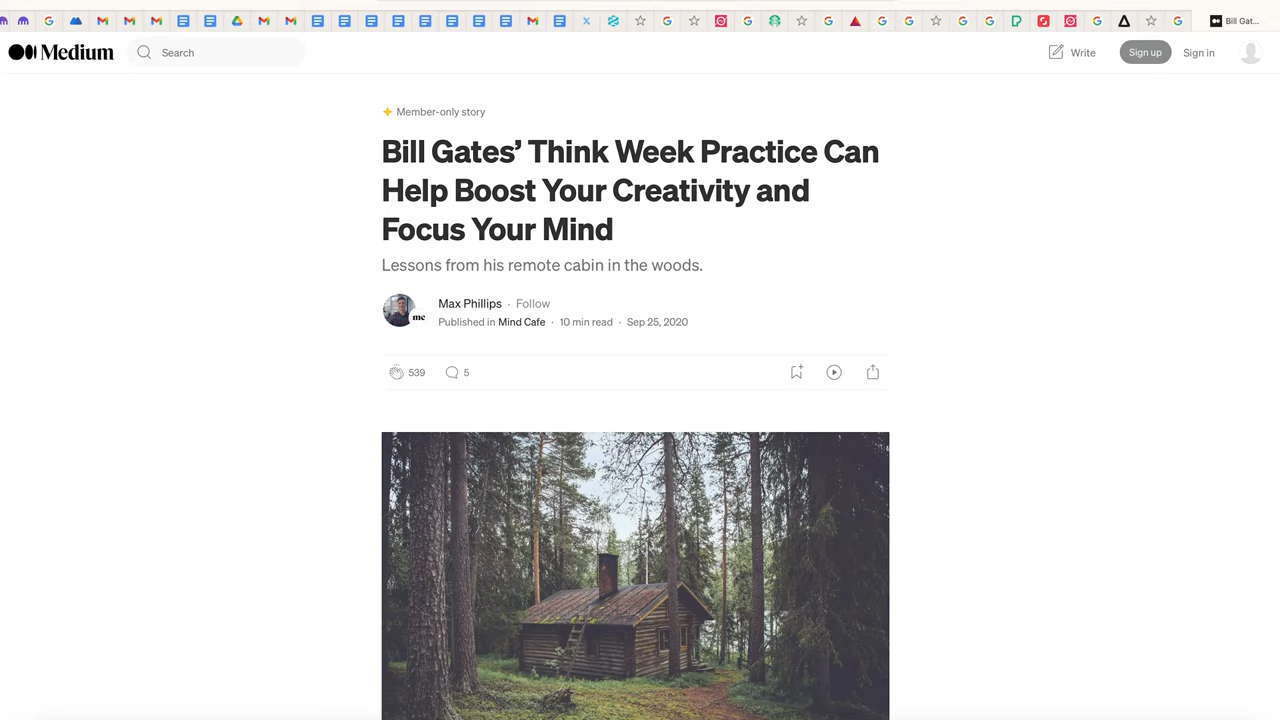 Bill Gat...
Medium
Search
Write
Sign up
Sign in
Member-only story
Bill Gates’ Think Week Practice Can
Help Boost Your Creativity and
Focus Your Mind
Lessons from his remote cabin in the woods.
Max Phillips · Follow
mc
Published in Mind Cafe · 10 min read · Sep 25, 2020
539
5